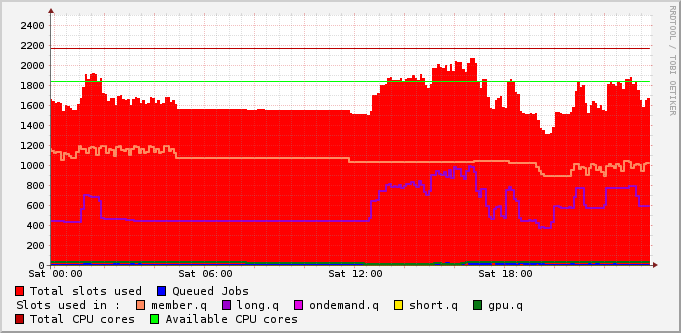 RRDTOOL / TOBI OETIKER
2400
2200
2000
1800
1600
1400
1200
1000
800
600
400
200
0
Sat 00:00 Sat 06:00 Sat 12:00 Sat 18:00
Total slots used Queued Jobs
Slots used in : member.q long.q ondemand.q short.q gpu.q
Total CPU cores Available CPU cores